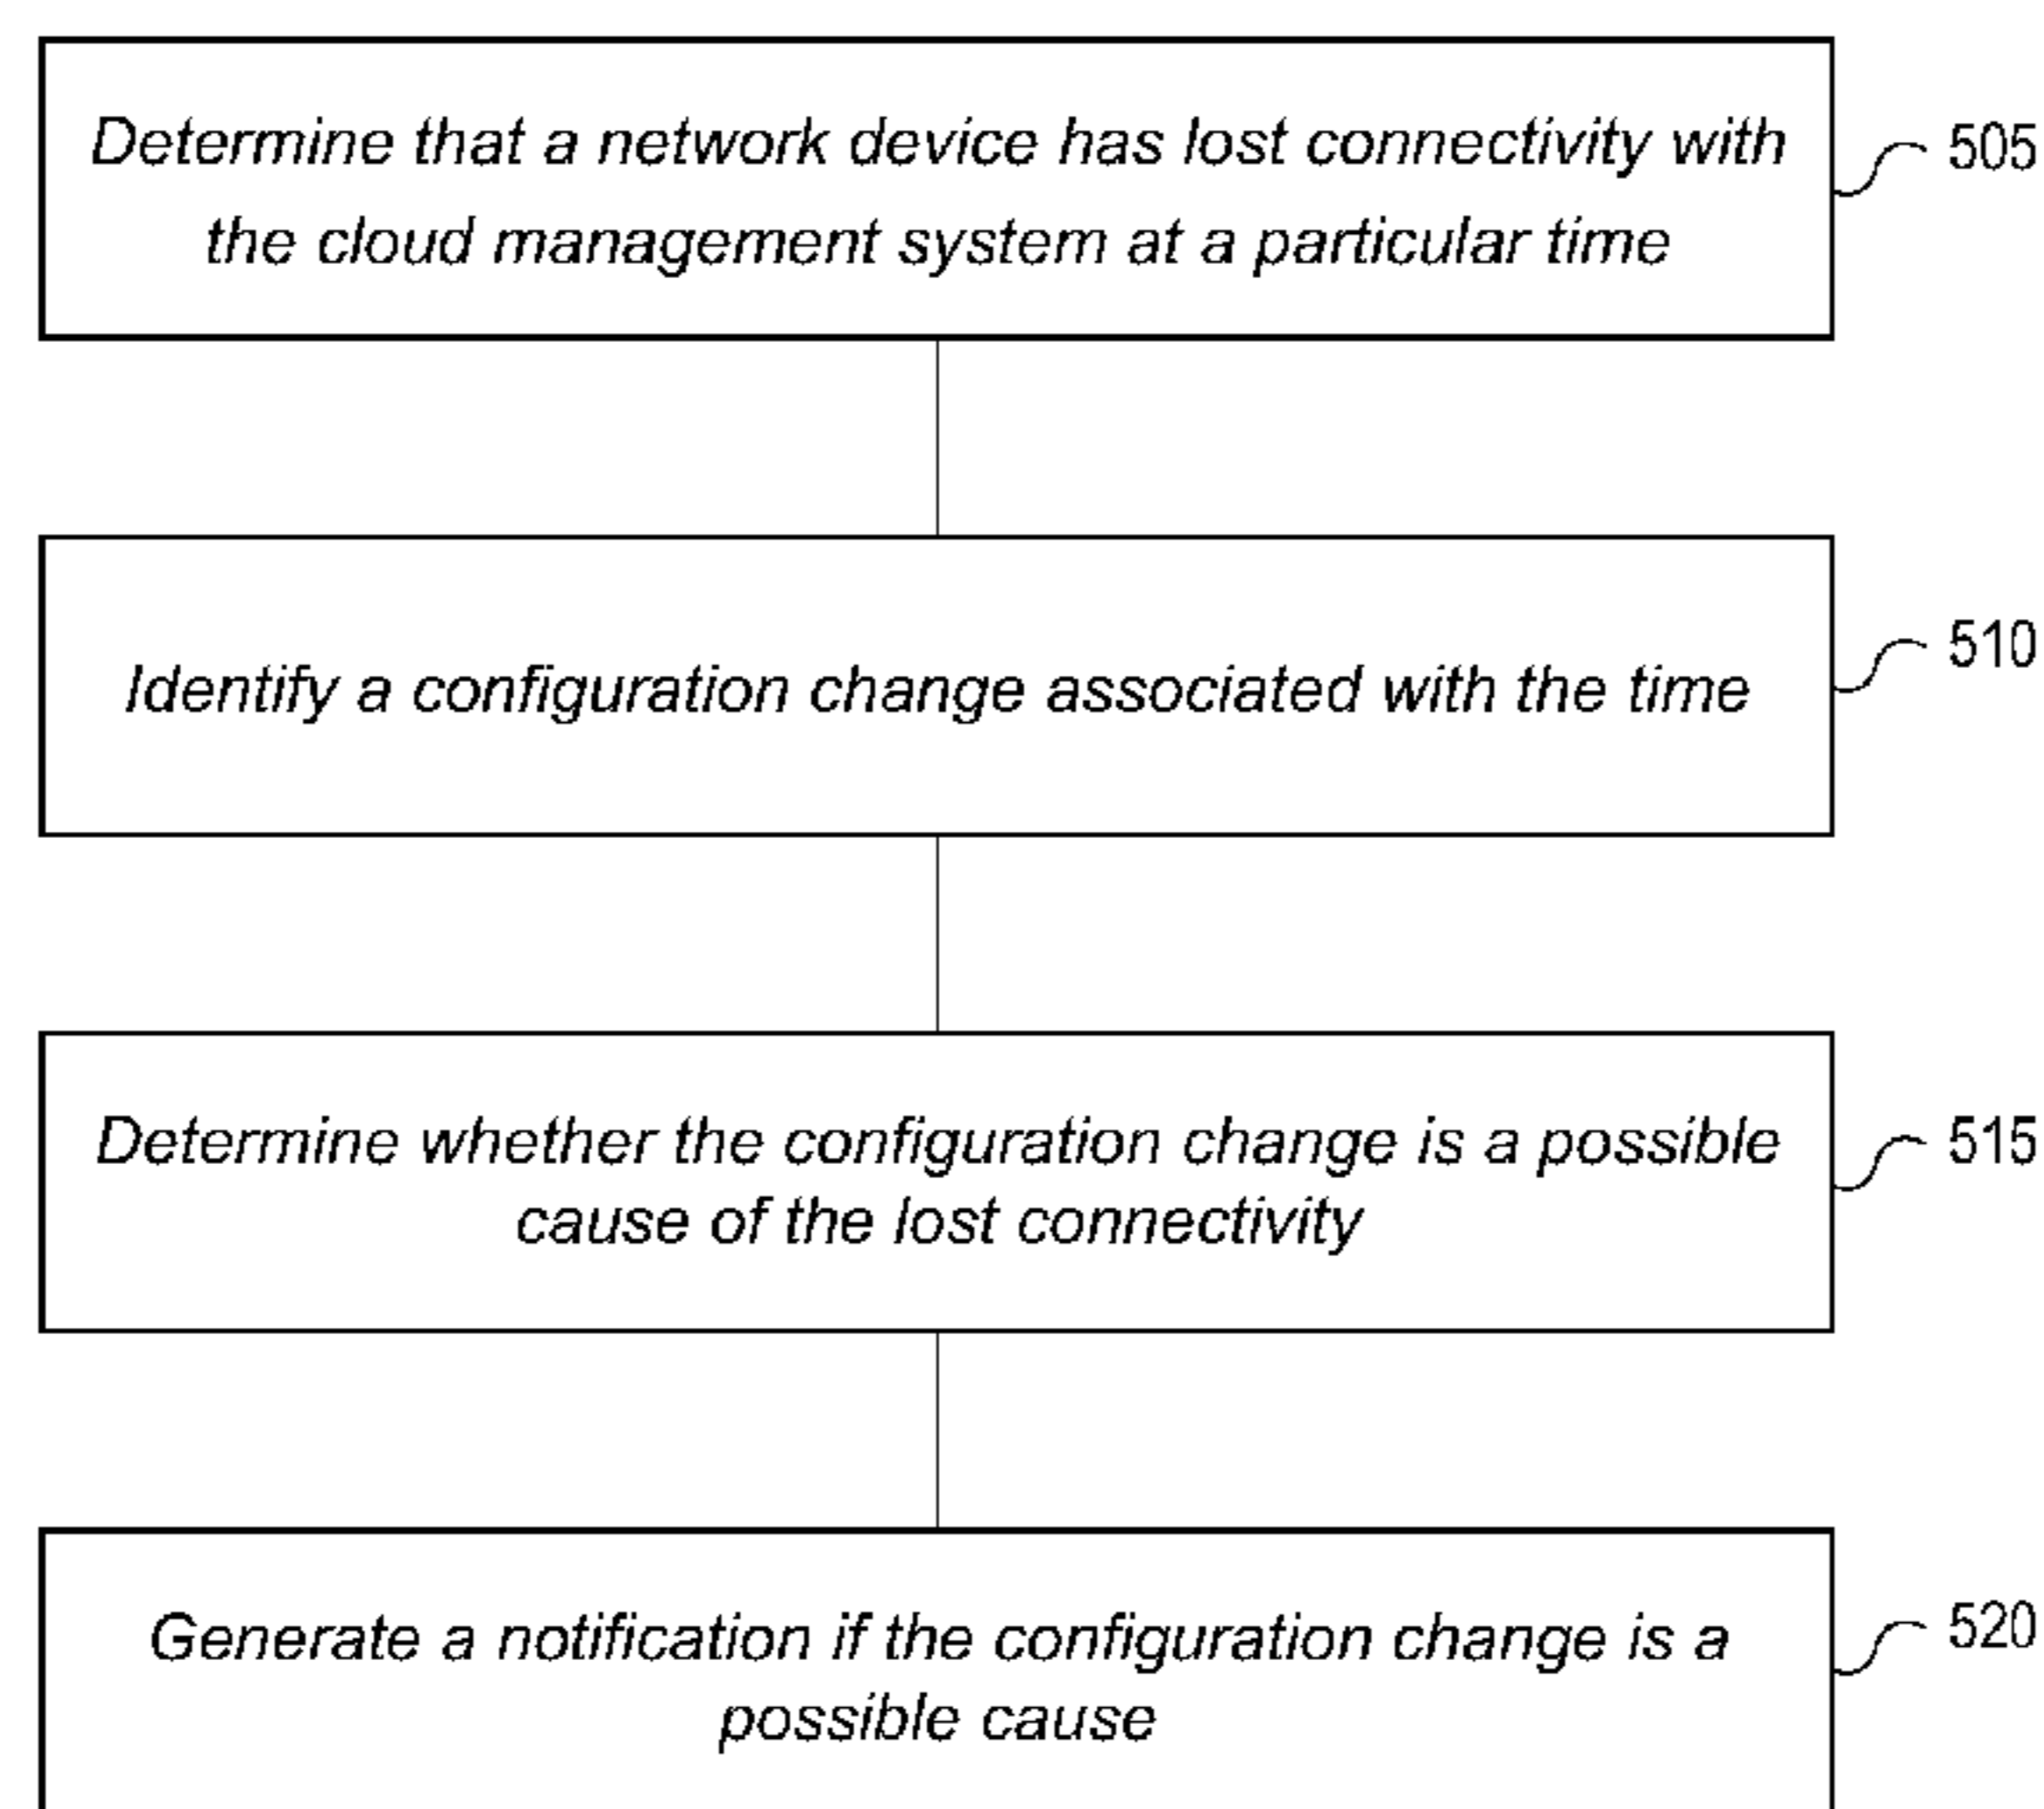 Determine that a network device has lost connectivity with
the cloud management system at a particular time
505
Identify a configuration change associated with the time
510
Determine whether the configuration change is a possible
cause of the lost connectivity
515
Generate a notification if the configuration change is a
possible cause
520